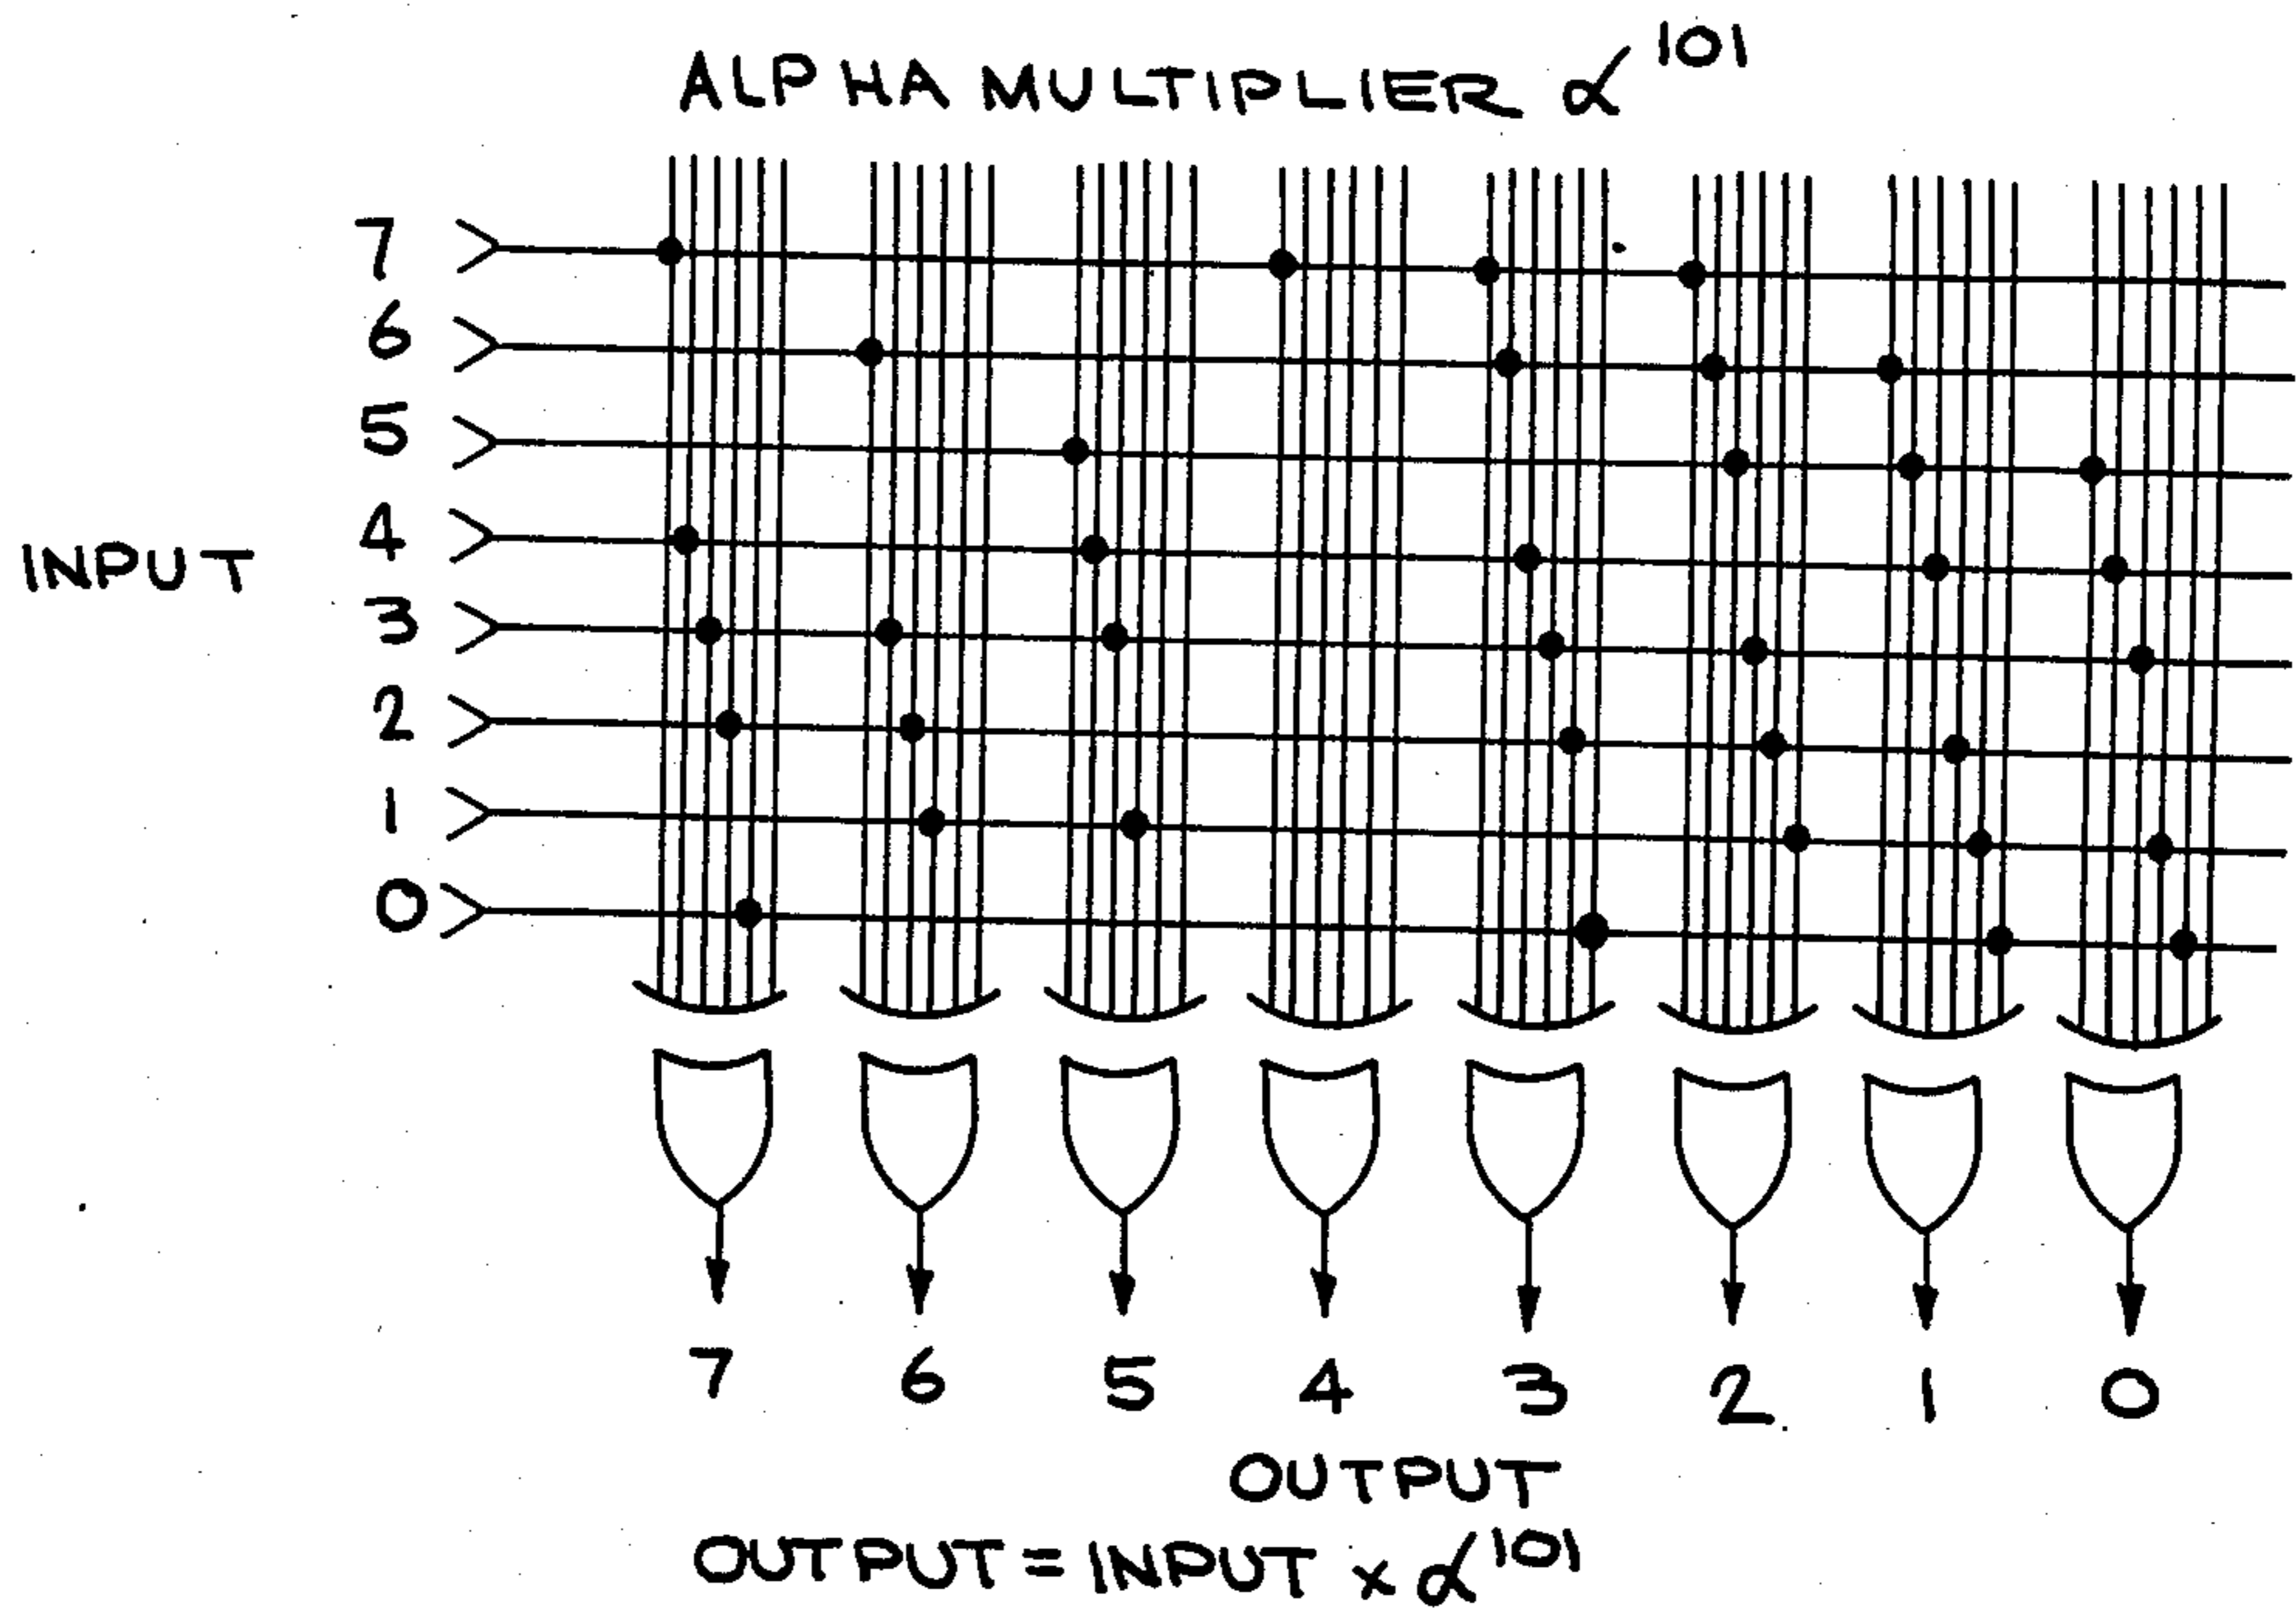 ALPHA MULTIPLIER α¹⁰¹
7
6
5
4
INPUT
3
2
1
0
7 6 5 4 3 2 1 0
OUTPUT
OUTPUT = INPUT × α¹⁰¹